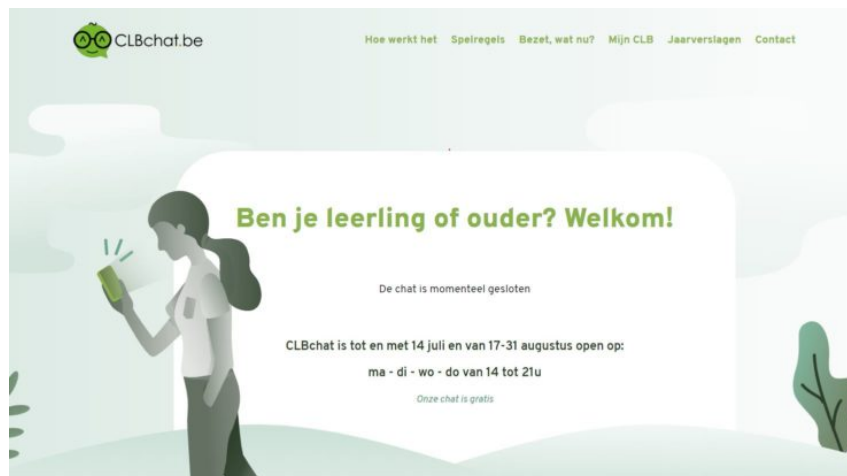 CLBchat.be
Hoe werkt het Spelregels Bezet, wat nu? Mijn CLB Jaarverslagen Contact
Ben je leerling of ouder? Welkom!
De chat is momenteel gesloten
CLBchat is tot en met 14 juli en van 17-31 augustus open op:
ma - di - wo - do van 14 tot 21u
Onze chat is gratis